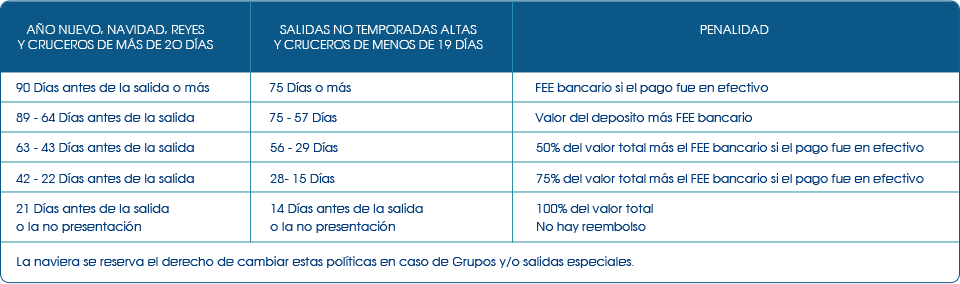 AÑO NUEVO, NAVIDAD, REYES
Y CRUCEROS DE MÁS DE 20 DÍAS
SALIDAS NO TEMPORADAS ALTAS
Y CRUCEROS DE MENOS DE 19 DÍAS
PENALIDAD
90 Días antes de la salida o más
75 Días o más
FEE bancario si el pago fue en efectivo
89 - 64 Días antes de la salida
75 - 57 Días
Valor del deposito más FEE bancario
63 - 43 Días antes de la salida
56 - 29 Días
50% del valor total más el FEE bancario si el pago fue en efectivo
42 - 22 Días antes de la salida
28- 15 Días
75% del valor total más el FEE bancario si el pago fue en efectivo
21 Días antes de la salida
o la no presentación
14 Días antes de la salida
o la no presentación
100% del valor total
No hay reembolso
La naviera se reserva el derecho de cambiar estas políticas en caso de Grupos y/o salidas especiales.